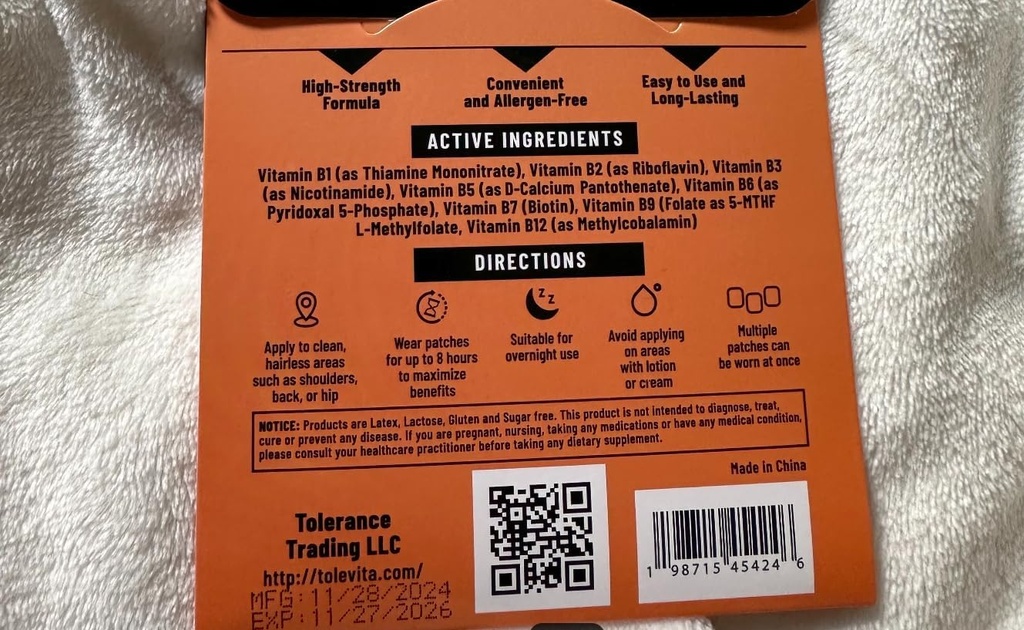 High-Strength
Formula
Convenient
and Allergen-Free
Easy to Use and
Long-Lasting
ACTIVE INGREDIENTS
Vitamin B1 (as Thiamine Mononitrate), Vitamin B2 (as Riboflavin), Vitamin B3
(as Nicotinamide), Vitamin B5 (as D-Calcium Pantothenate), Vitamin B6 (as
Pyridoxal 5-Phosphate), Vitamin B7 (Biotin), Vitamin B9 (Folate as 5-MTHF
L-Methylfolate, Vitamin B12 (as Methylcobalamin)
DIRECTIONS
Apply to clean,
hairless areas
such as shoulders,
back, or hip
Wear patches
for up to 8 hours
to maximize
benefits
Z Z
Suitable for
overnight use
Avoid applying
on areas
with lotion
or cream
Multiple
patches can
be worn at once
NOTICE: Products are Latex, Lactose, Gluten and Sugar free. This product is not intended to diagnose, treat,
cure or prevent any disease. If you are pregnant, nursing, taking any medications or have any medical condition,
please consult your healthcare practitioner before taking any dietary supplement.
Made in China
Tolerance
Trading LLC
http://tolevita.com/
MFG:11/28/2024
EXP:11/27/2026
1 98715 45424 6